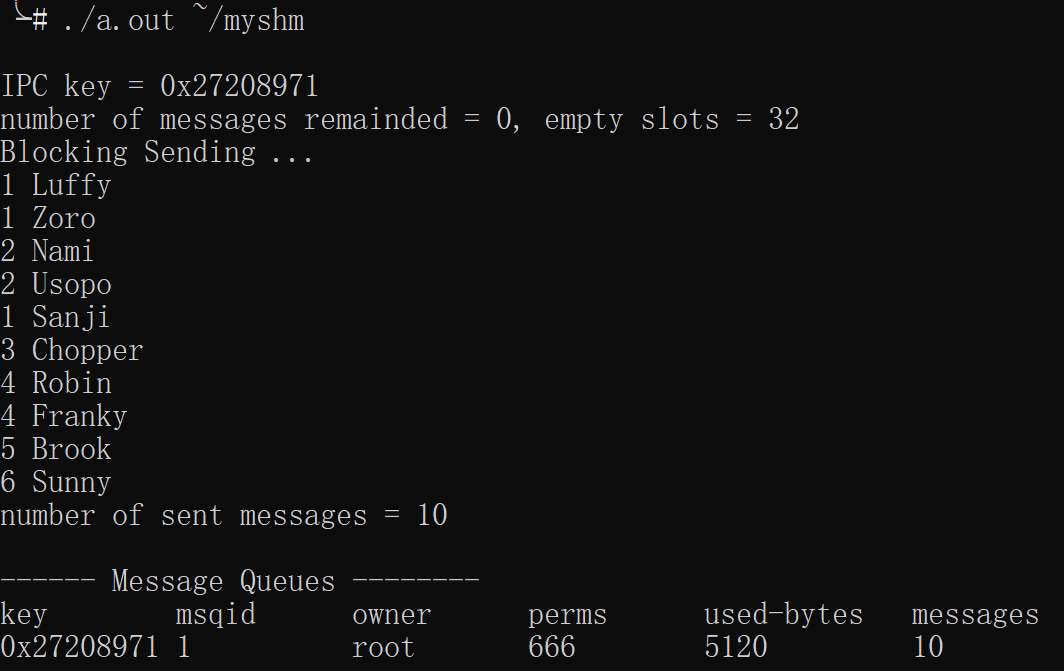 ╰─# ./a.out ~/myshm
IPC key = 0x27208971
number of messages remainded = 0, empty slots = 32
Blocking Sending ...
1 Luffy
1 Zoro
2 Nami
2 Usopo
1 Sanji
3 Chopper
4 Robin
4 Franky
5 Brook
6 Sunny
number of sent messages = 10
------ Message Queues --------
key msqid owner perms used-bytes messages
0x27208971 1 root 666 5120 10